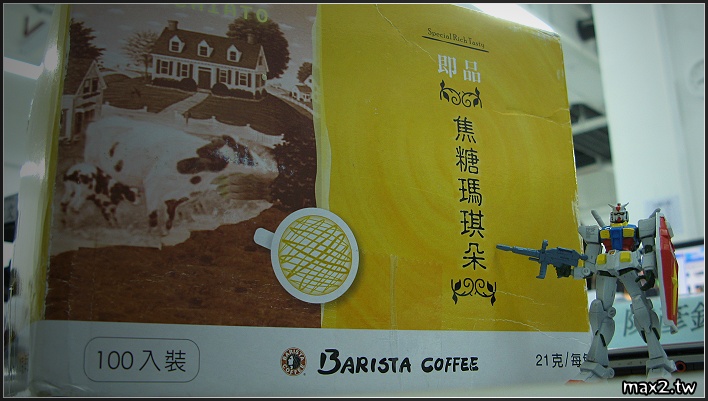 Special Rich Taste
即品
焦糖瑪琪朵
100入裝
BARISTA COFFEE
21克/每
max2.tw